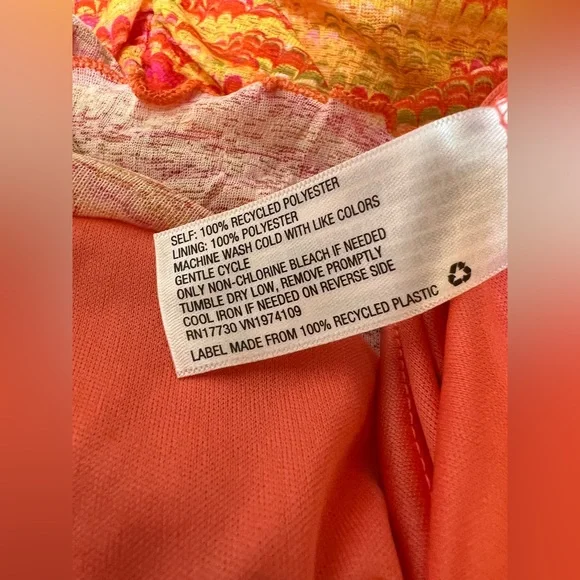 SELF: 100% RECYCLED POLYESTER
LINING: 100% POLYESTER
MACHINE WASH COLD WITH LIKE COLORS
GENTLE CYCLE
ONLY NON-CHLORINE BLEACH IF NEEDED
TUMBLE DRY LOW, REMOVE PROMPTLY
COOL IRON IF NEEDED ON REVERSE SIDE
RN17730 VN1974109
LABEL MADE FROM 100% RECYCLED PLASTIC